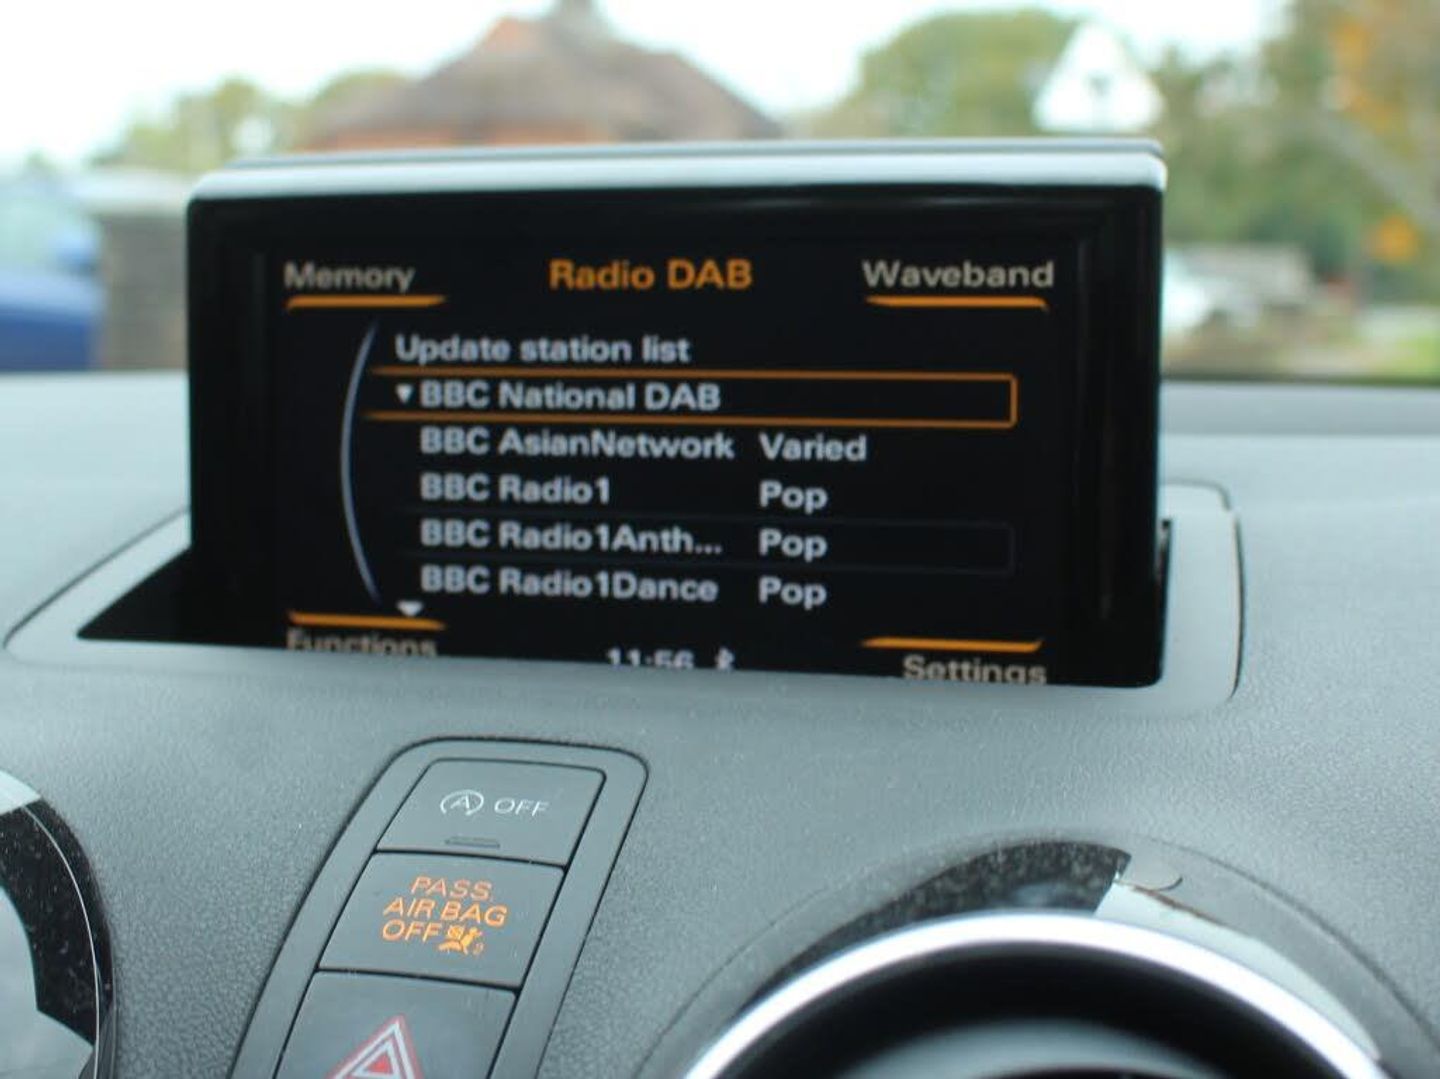 Memory Radio DAB Waveband
Update station list
BBC National DAB
BBC AsianNetwork Varied
BBC Radio1 Pop
BBC Radio1Anth... Pop
BBC Radio1Dance Pop
Functions 11:56 Settings
A OFF
PASS.
AIR BAG
OFF